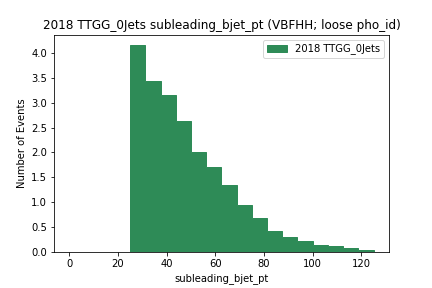 2018 TTGG_0Jets subleading_bjet_pt (VBFHH; loose pho_id)
2018 TTGG_0Jets
4.0
3.5
3.0
2.5
2.0
1.5
1.0
0.5
0.0
Number of Events
0 20 40 60 80 100 120
subleading_bjet_pt